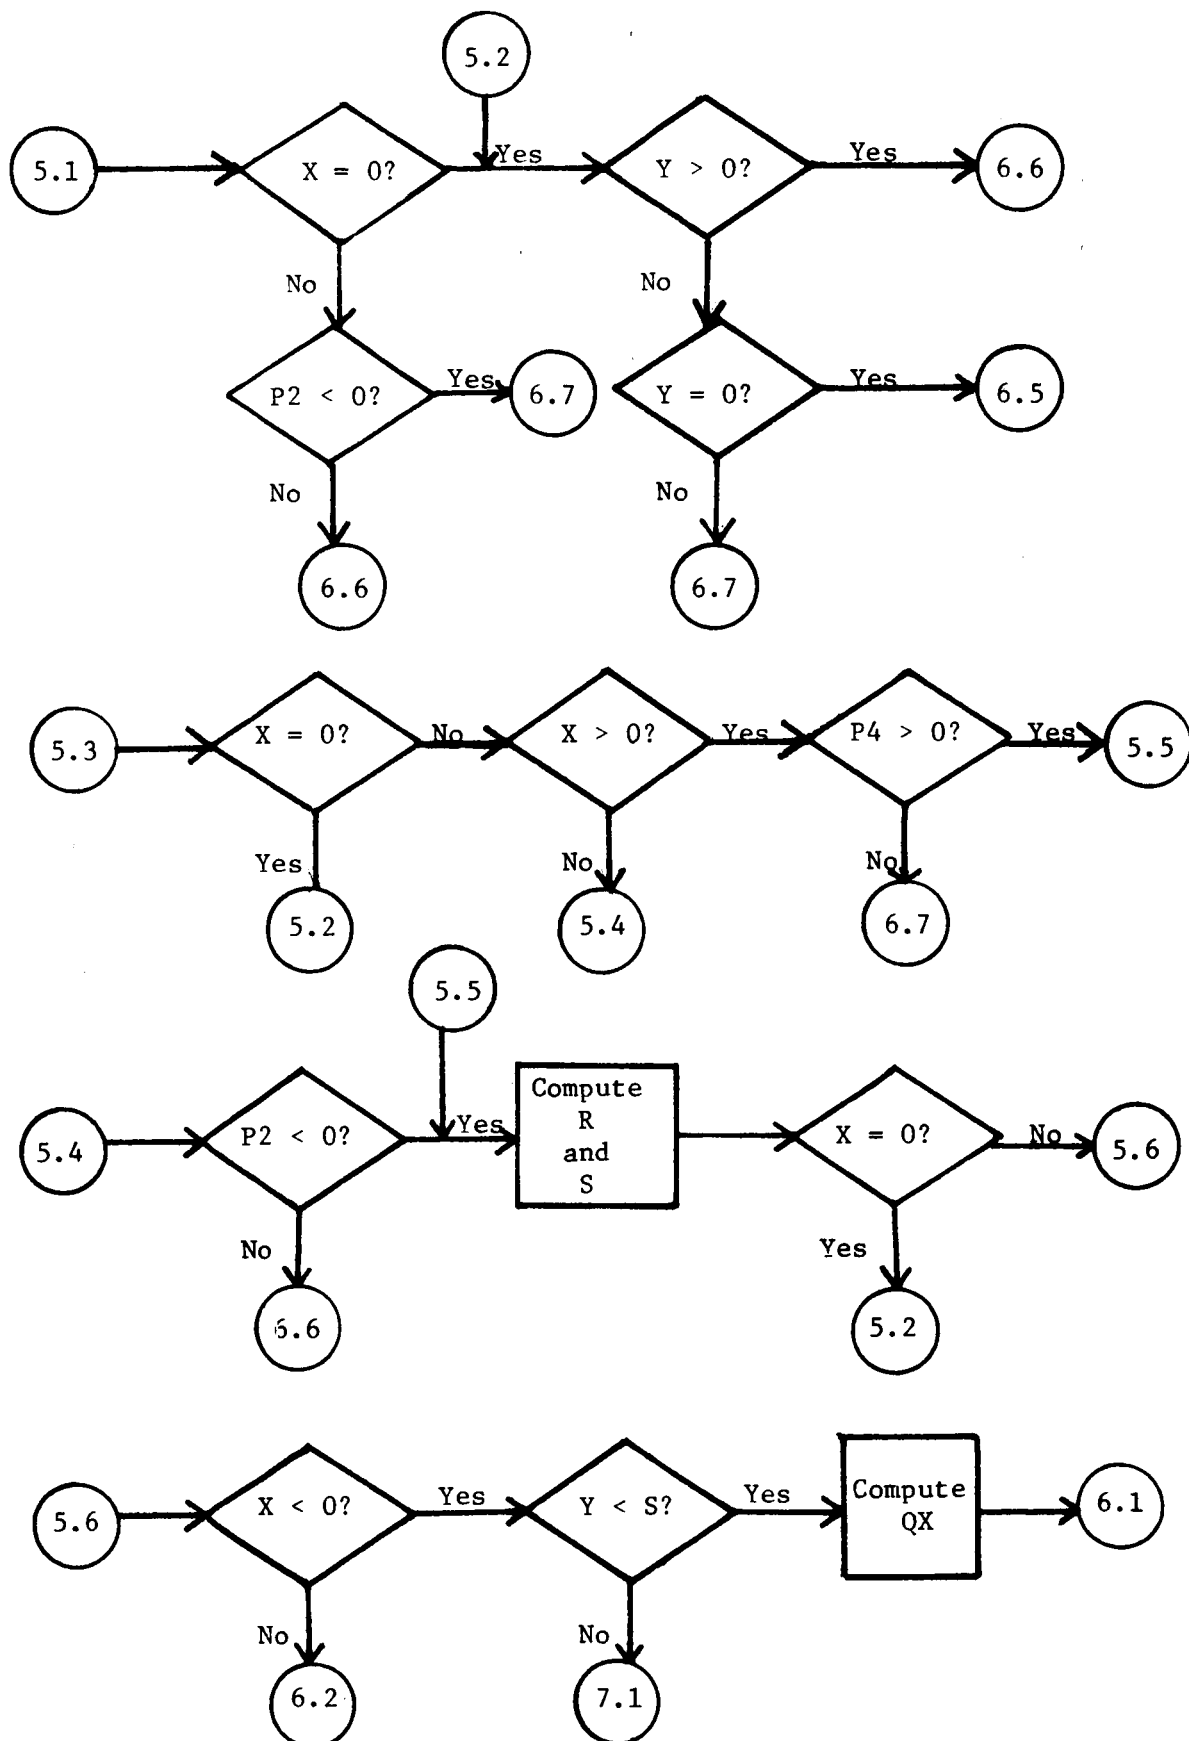 5.2
5.1
X = 0?
Yes
Y > 0?
Yes
6.6
No
No
P2 < 0?
Yes
6.7
Y = 0?
Yes
6.5
No
No
6.6
6.7
5.3
X = 0?
No
X > 0?
Yes
P4 > 0?
Yes
5.5
Yes
No
No
5.2
5.4
6.7
5.5
5.4
P2 < 0?
Yes
Compute
R
and
S
X = 0?
No
5.6
No
Yes
6.6
5.2
5.6
X < 0?
Yes
Y < S?
Yes
Compute
QX
6.1
No
No
6.2
7.1